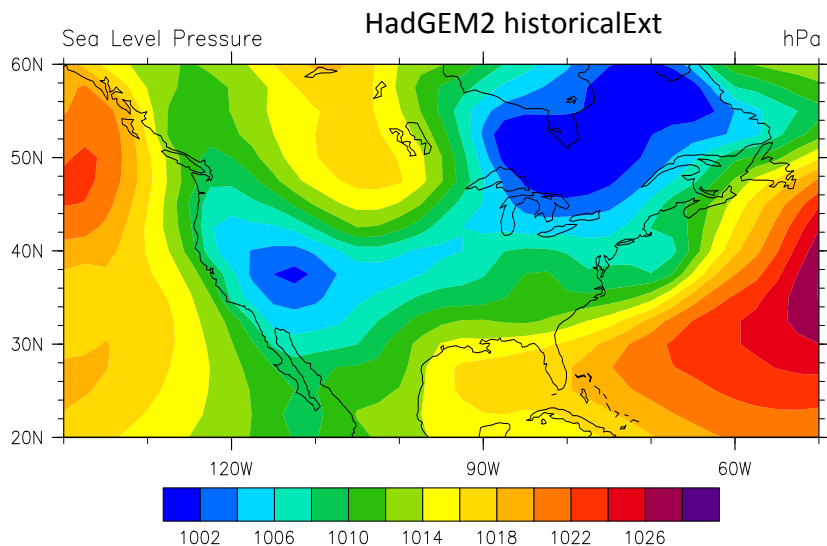 HadGEM2 historicalExt
Sea Level Pressure hPa
60N
50N
40N
30N
20N
120W 90W 60W
1002 1006 1010 1014 1018 1022 1026